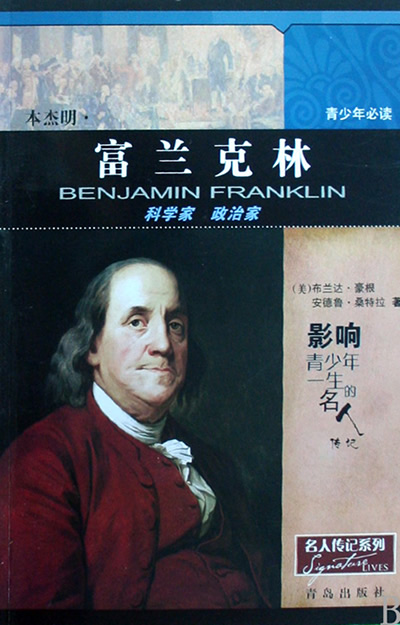 本杰明·
青少年必读
富兰克林
BENJAMIN FRANKLIN
科学家 政治家
(美)布兰达·豪根
安德鲁·桑特拉 著
影响
青少年
一生的
名人
传记
名人传记系列
Signature LIVES
青岛出版社
B